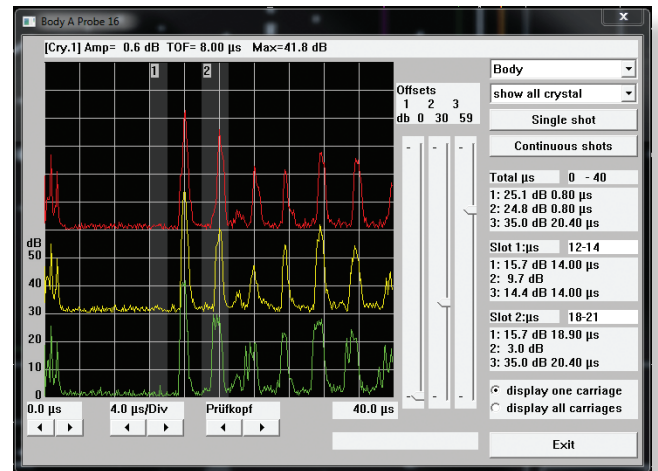 Body A Probe 16
x
[Cry.1] Amp= 0.6 dB TOF= 8.00 µs Max=41.8 dB
1 2
Offsets
1 2 3
db 0 30 59
Body
show all crystal
Single shot
Continuous shots
Total µs 0 - 40
1: 25.1 dB 0.80 µs
2: 24.8 dB 0.80 µs
3: 35.0 dB 20.40 µs
Slot 1:µs 12-14
1: 15.7 dB 14.00 µs
2: 9.7 dB
3: 14.4 dB 14.00 µs
Slot 2:µs 18-21
1: 15.7 dB 18.90 µs
2: 3.0 dB
3: 35.0 dB 20.40 µs
display one carriage
display all carriages
Exit
dB
50
40
30
20
10
0
0.0 µs 4.0 µs/Div Prüfkopf 40.0 µs